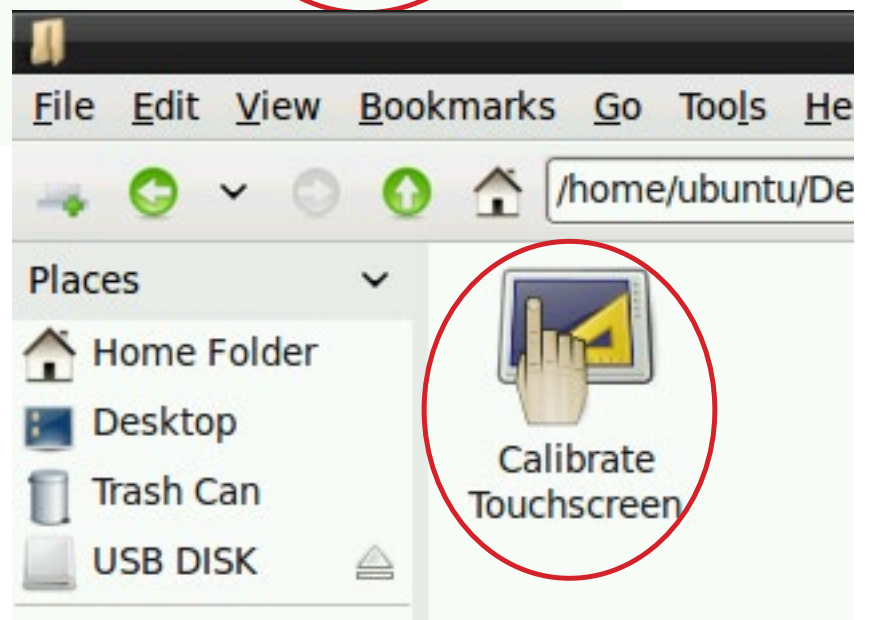 File Edit View Bookmarks Go Tools He
/home/ubuntu/De
Places
Home Folder
Desktop
Trash Can
USB DISK
Calibrate
Touchscreen